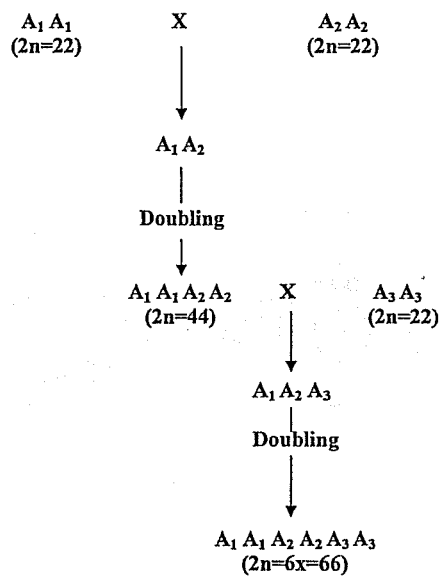 A₁ A₁ X A₂ A₂
(2n=22) (2n=22)
A₁ A₂
Doubling
A₁ A₁ A₂ A₂ X A₃ A₃
(2n=44) (2n=22)
A₁ A₂ A₃
Doubling
A₁ A₁ A₂ A₂ A₃ A₃
(2n=6x=66)